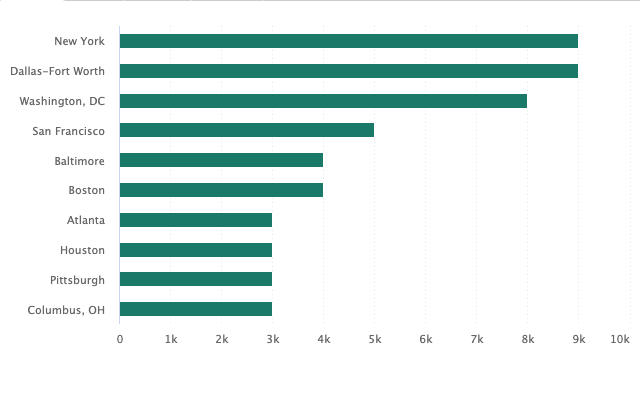 New York
Dallas-Fort Worth
Washington, DC
San Francisco
Baltimore
Boston
Atlanta
Houston
Pittsburgh
Columbus, OH
0 1k 2k 3k 4k 5k 6k 7k 8k 9k 10k